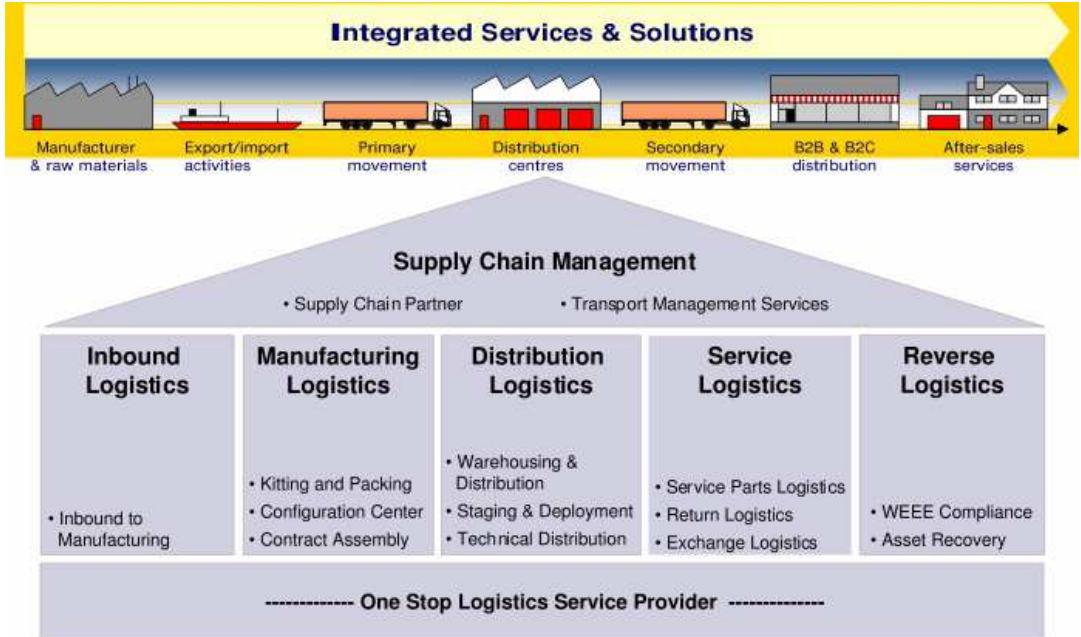 Integrated Services & Solutions
Manufacturer
& raw materials
Export/import
activities
Primary
movement
Distribution
centres
Secondary
movement
B2B & B2C
distribution
After-sales
services
Supply Chain Management
• Supply Chain Partner
• Transport Management Services
Inbound
Logistics
• Inbound to
Manufacturing
Manufacturing
Logistics
• Kitting and Packing
• Configuration Center
• Contract Assembly
Distribution
Logistics
• Warehousing &
Distribution
• Staging & Deployment
• Technical Distribution
Service
Logistics
• Service Parts Logistics
• Return Logistics
• Exchange Logistics
Reverse
Logistics
• WEEE Compliance
• Asset Recovery
------------- One Stop Logistics Service Provider --------------